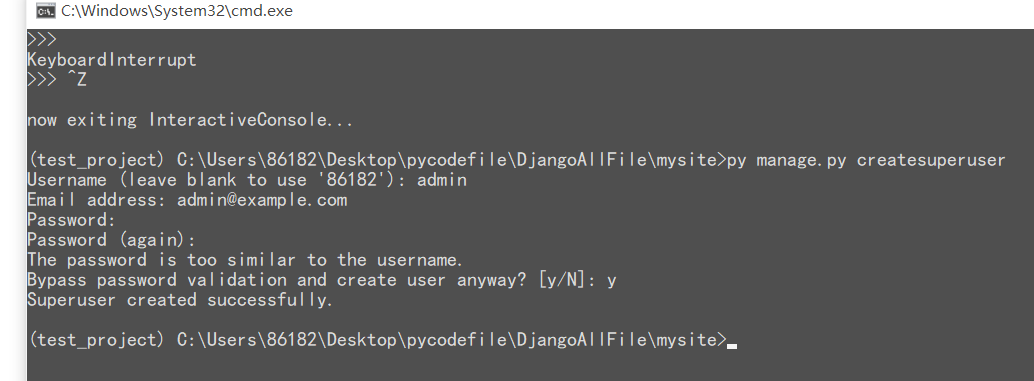 C:\Windows\System32\cmd.exe
>>>
KeyboardInterrupt
>>> ^Z
now exiting InteractiveConsole...
(test_project) C:\Users\86182\Desktop\pycodefile\DjangoAllFile\mysite>py manage.py createsuperuser
Username (leave blank to use '86182'): admin
Email address: admin@example.com
Password:
Password (again):
The password is too similar to the username.
Bypass password validation and create user anyway? [y/N]: y
Superuser created successfully.
(test_project) C:\Users\86182\Desktop\pycodefile\DjangoAllFile\mysite>